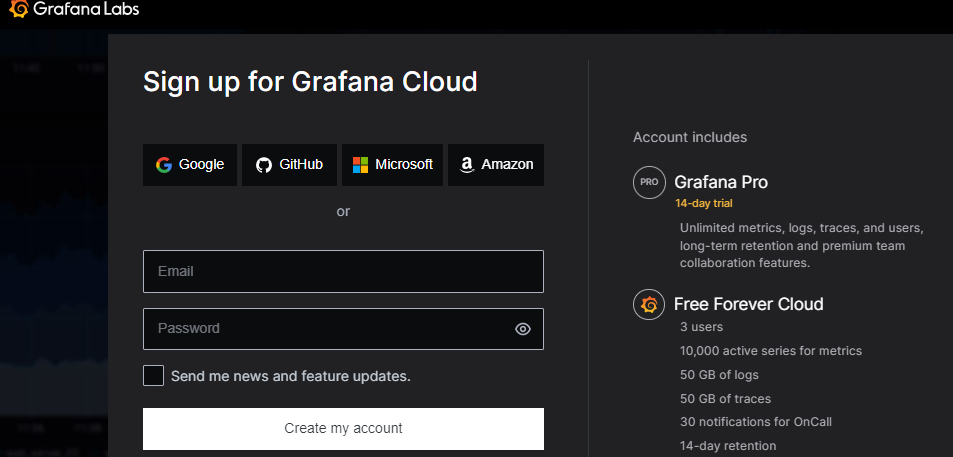 Grafana Labs
Sign up for Grafana Cloud
Google
GitHub
Microsoft
Amazon
or
Email
Password
Send me news and feature updates.
Create my account
Account includes
PRO
Grafana Pro
14-day trial
Unlimited metrics, logs, traces, and users,
long-term retention and premium team
collaboration features.
Free Forever Cloud
3 users
10,000 active series for metrics
50 GB of logs
50 GB of traces
30 notifications for OnCall
14-day retention